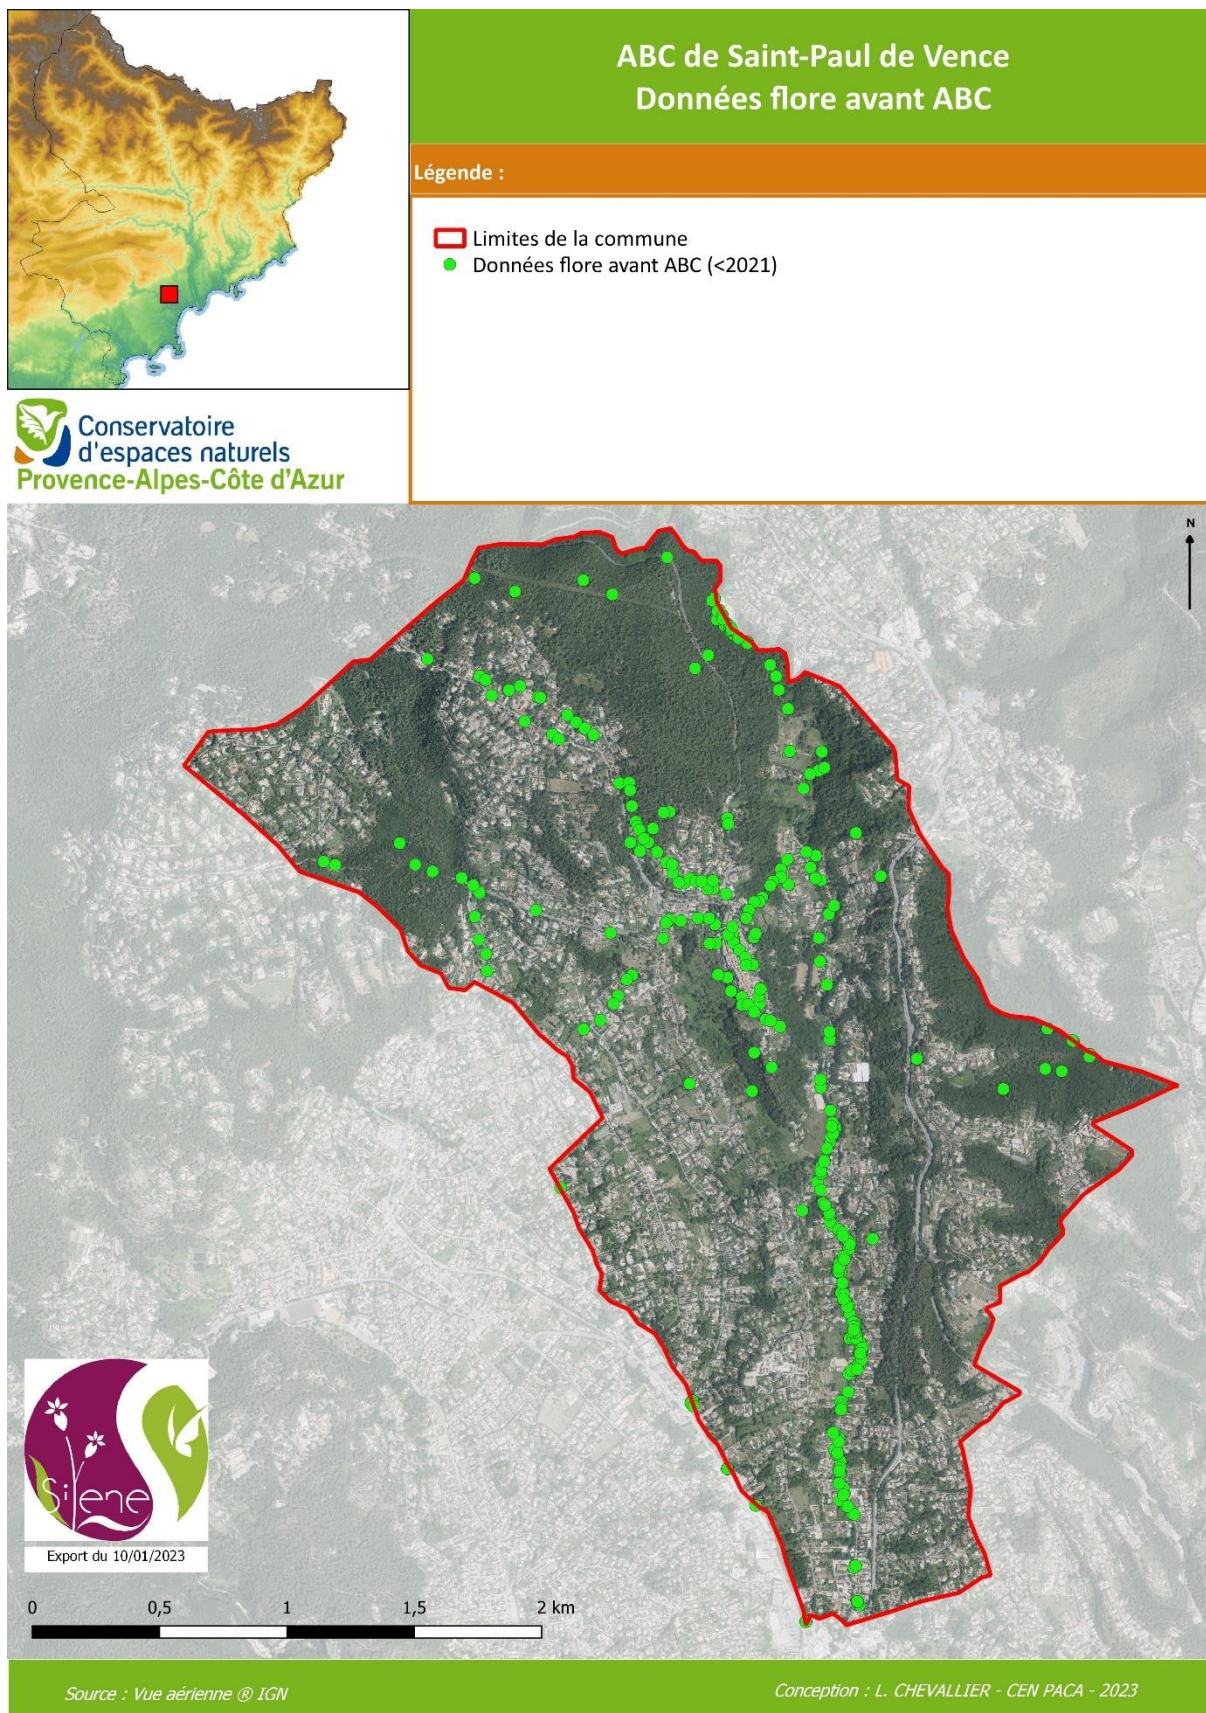 ABC de Saint-Paul de Vence
Données flore avant ABC
Légende :
Limites de la commune
Données flore avant ABC (<2021)
Conservatoire
d'espaces naturels
Provence-Alpes-Côte d'Azur
N
Silene
Export du 10/01/2023
0 0,5 1 1,5 2 km
Source : Vue aérienne ® IGN
Conception : L. CHEVALLIER - CEN PACA - 2023